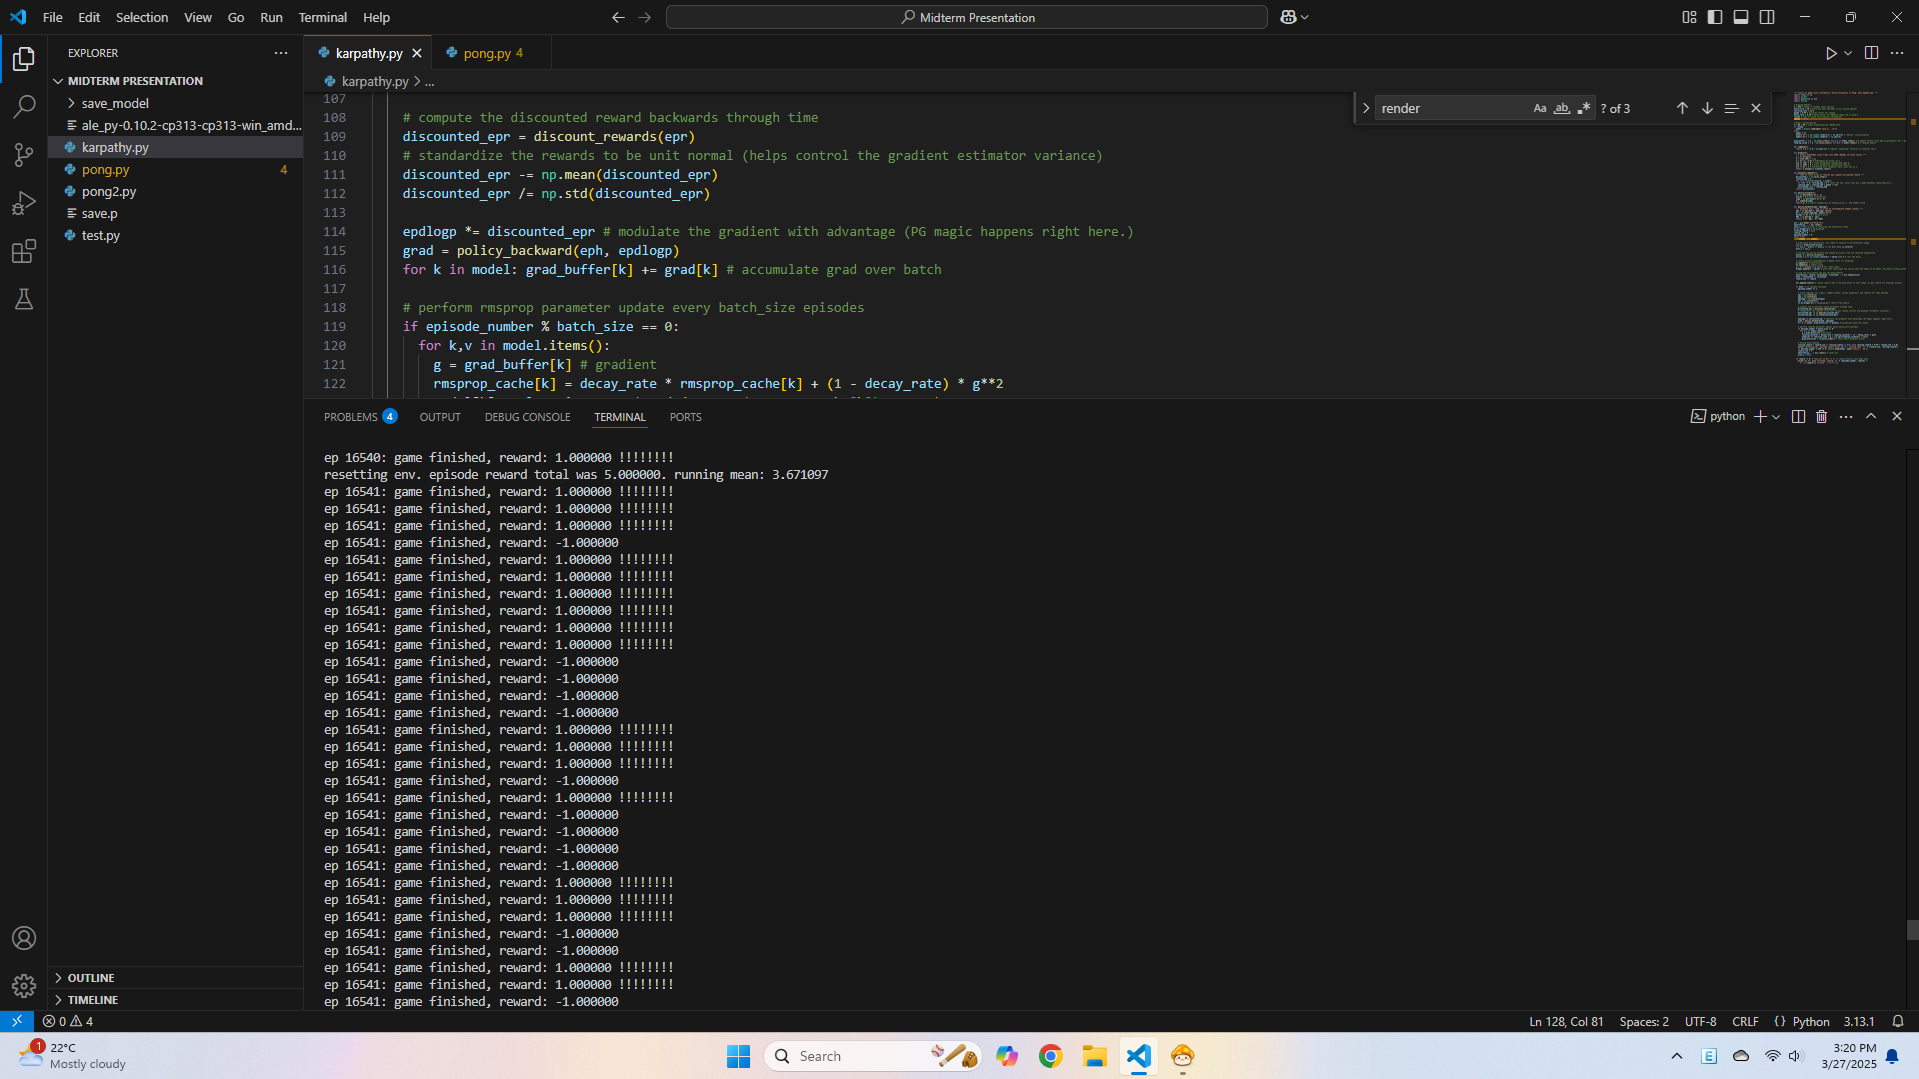 File Edit Selection View Go Run Terminal Help
Midterm Presentation
EXPLORER
MIDTERM PRESENTATION
save_model
ale_py-0.10.2-cp313-cp313-win_amd...
karpathy.py
pong.py 4
pong2.py
save.p
test.py
OUTLINE
TIMELINE
karpathy.py
pong.py 4
karpathy.py > ...
render
Aa ab ? of 3
107
108 # compute the discounted reward backwards through time
109 discounted_epr = discount_rewards(epr)
110 # standardize the rewards to be unit normal (helps control the gradient estimator variance)
111 discounted_epr -= np.mean(discounted_epr)
112 discounted_epr /= np.std(discounted_epr)
113
114 epdlogp *= discounted_epr # modulate the gradient with advantage (PG magic happens right here.)
115 grad = policy_backward(eph, epdlogp)
116 for k in model: grad_buffer[k] += grad[k] # accumulate grad over batch
117
118 # perform rmsprop parameter update every batch_size episodes
119 if episode_number % batch_size == 0:
120 for k,v in model.items():
121 g = grad_buffer[k] # gradient
122 rmsprop_cache[k] = decay_rate * rmsprop_cache[k] + (1 - decay_rate) * g**2
PROBLEMS 4 OUTPUT DEBUG CONSOLE TERMINAL PORTS
python
ep 16540: game finished, reward: 1.000000 !!!!!!!!
resetting env. episode reward total was 5.000000. running mean: 3.671097
ep 16541: game finished, reward: 1.000000 !!!!!!!!
ep 16541: game finished, reward: 1.000000 !!!!!!!!
ep 16541: game finished, reward: 1.000000 !!!!!!!!
ep 16541: game finished, reward: -1.000000
ep 16541: game finished, reward: 1.000000 !!!!!!!!
ep 16541: game finished, reward: 1.000000 !!!!!!!!
ep 16541: game finished, reward: 1.000000 !!!!!!!!
ep 16541: game finished, reward: 1.000000 !!!!!!!!
ep 16541: game finished, reward: 1.000000 !!!!!!!!
ep 16541: game finished, reward: 1.000000 !!!!!!!!
ep 16541: game finished, reward: -1.000000
ep 16541: game finished, reward: -1.000000
ep 16541: game finished, reward: -1.000000
ep 16541: game finished, reward: -1.000000
ep 16541: game finished, reward: 1.000000 !!!!!!!!
ep 16541: game finished, reward: 1.000000 !!!!!!!!
ep 16541: game finished, reward: 1.000000 !!!!!!!!
ep 16541: game finished, reward: -1.000000
ep 16541: game finished, reward: 1.000000 !!!!!!!!
ep 16541: game finished, reward: -1.000000
ep 16541: game finished, reward: -1.000000
ep 16541: game finished, reward: -1.000000
ep 16541: game finished, reward: -1.000000
ep 16541: game finished, reward: 1.000000 !!!!!!!!
ep 16541: game finished, reward: 1.000000 !!!!!!!!
ep 16541: game finished, reward: 1.000000 !!!!!!!!
ep 16541: game finished, reward: -1.000000
ep 16541: game finished, reward: -1.000000
ep 16541: game finished, reward: 1.000000 !!!!!!!!
ep 16541: game finished, reward: 1.000000 !!!!!!!!
ep 16541: game finished, reward: -1.000000
0 4
Ln 128, Col 81 Spaces: 2 UTF-8 CRLF {} Python 3.13.1
1
22°C
Mostly cloudy
Search
E
3:20 PM
3/27/2025